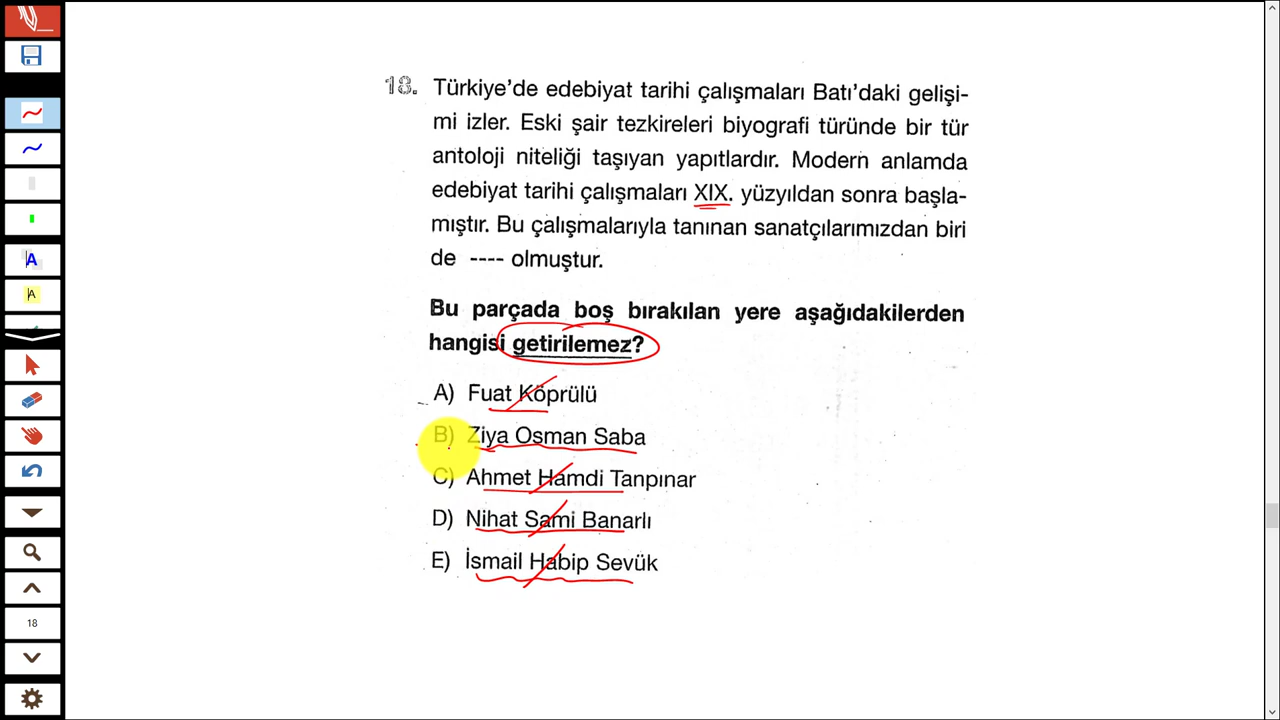 18. Türkiye'de edebiyat tarihi çalışmaları Batı'daki gelişi-
mi izler. Eski şair tezkireleri biyografi türünde bir tür
antoloji niteliği taşıyan yapıtlardır. Modern anlamda
edebiyat tarihi çalışmaları XIX. yüzyıldan sonra başla-
mıştır. Bu çalışmalarıyla tanınan sanatçılarımızdan biri
de ---- olmuştur.
Bu parçada boş bırakılan yere aşağıdakilerden
hangisi getirilemez?
A) Fuat Köprülü
B) Ziya Osman Saba
C) Ahmet Hamdi Tanpınar
D) Nihat Sami Banarlı
E) İsmail Habip Sevük
A
A
18